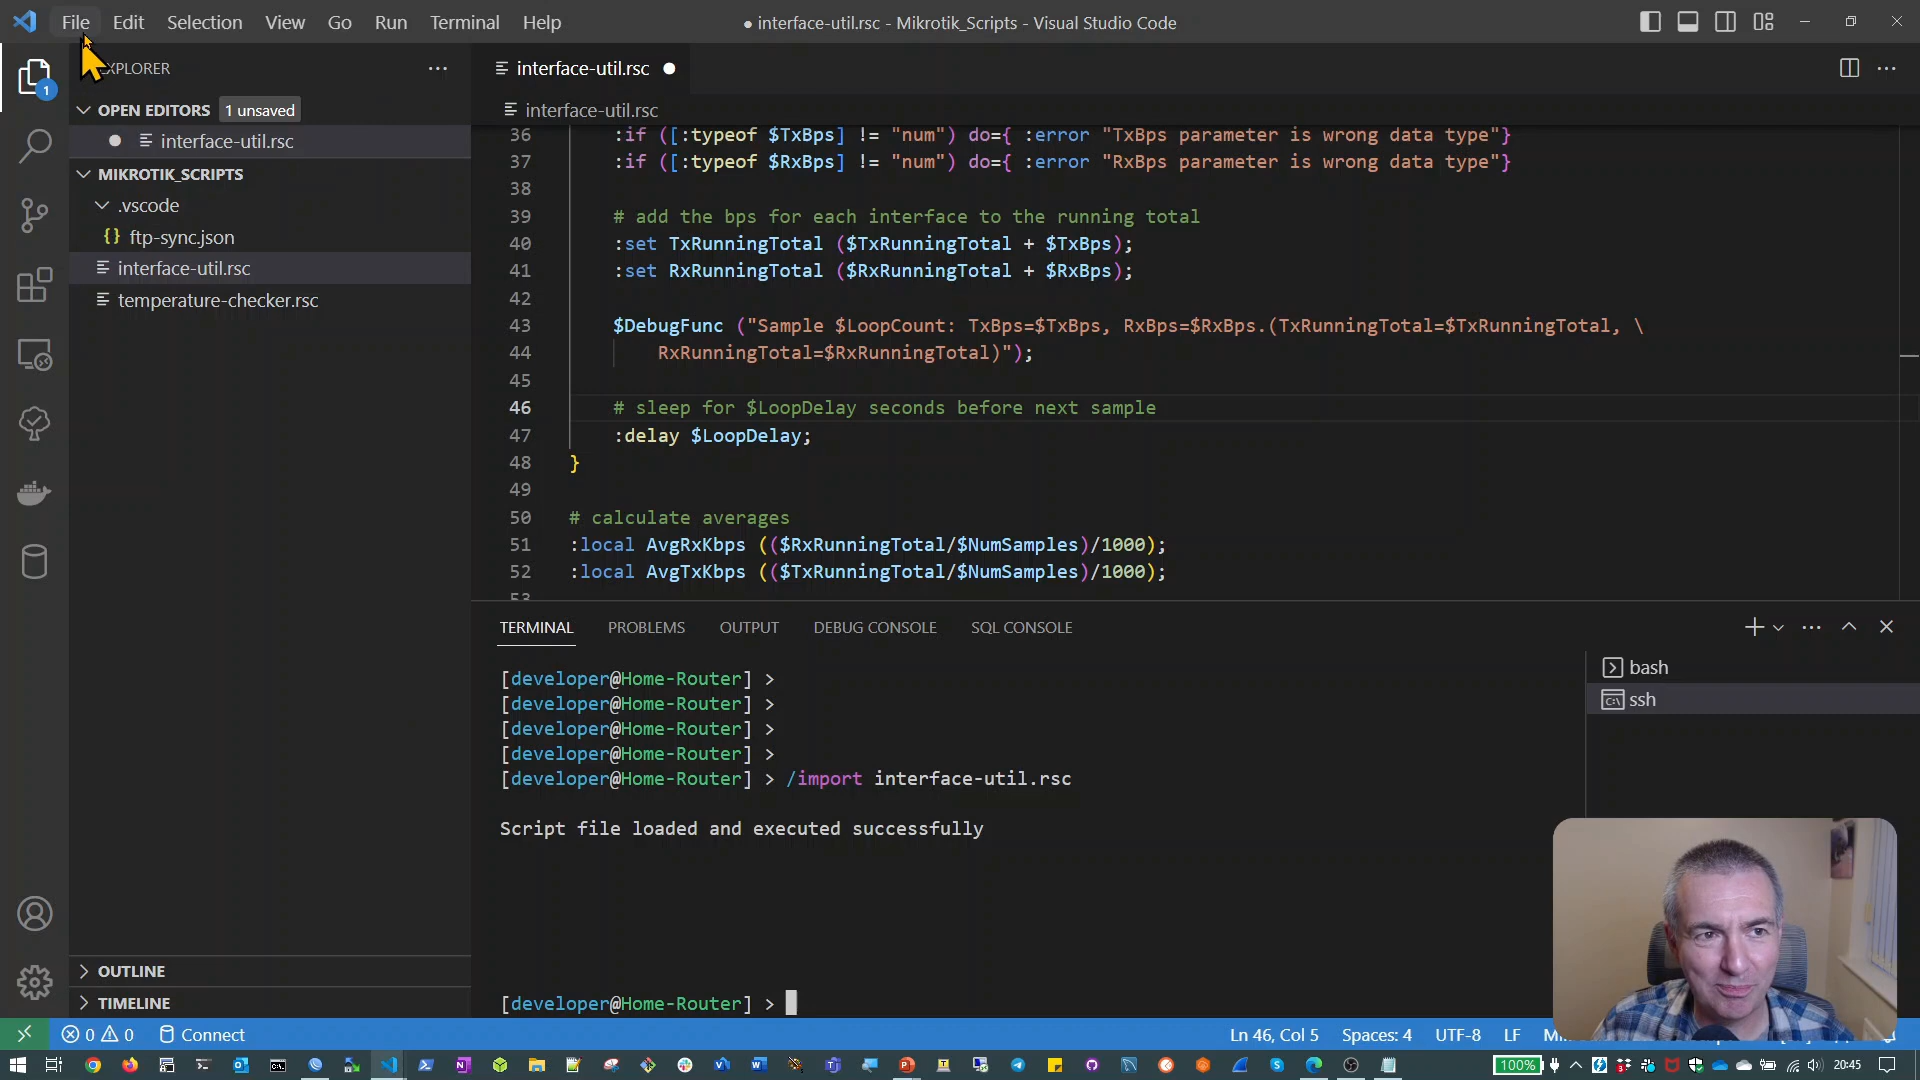 File Edit Selection View Go Run Terminal Help
● interface-util.rsc - Mikrotik_Scripts - Visual Studio Code
EXPLORER
OPEN EDITORS 1 unsaved
interface-util.rsc
MIKROTIK_SCRIPTS
.vscode
{} ftp-sync.json
interface-util.rsc
temperature-checker.rsc
OUTLINE
TIMELINE
1
interface-util.rsc
interface-util.rsc
36 :if ([:typeof $TxBps] != "num") do={ :error "TxBps parameter is wrong data type"}
37 :if ([:typeof $RxBps] != "num") do={ :error "RxBps parameter is wrong data type"}
38
39 # add the bps for each interface to the running total
40 :set TxRunningTotal ($TxRunningTotal + $TxBps);
41 :set RxRunningTotal ($RxRunningTotal + $RxBps);
42
43 $DebugFunc ("Sample $LoopCount: TxBps=$TxBps, RxBps=$RxBps.(TxRunningTotal=$TxRunningTotal, \
44 RxRunningTotal=$RxRunningTotal)");
45
46 # sleep for $LoopDelay seconds before next sample
47 :delay $LoopDelay;
48 }
49
50 # calculate averages
51 :local AvgRxKbps (($RxRunningTotal/$NumSamples)/1000);
52 :local AvgTxKbps (($TxRunningTotal/$NumSamples)/1000);
53
TERMINAL PROBLEMS OUTPUT DEBUG CONSOLE SQL CONSOLE
[developer@Home-Router] >
[developer@Home-Router] >
[developer@Home-Router] >
[developer@Home-Router] >
[developer@Home-Router] > /import interface-util.rsc
Script file loaded and executed successfully
[developer@Home-Router] >
bash
ssh
0 0 Connect
Ln 46, Col 5 Spaces: 4 UTF-8 LF
100% 20:45